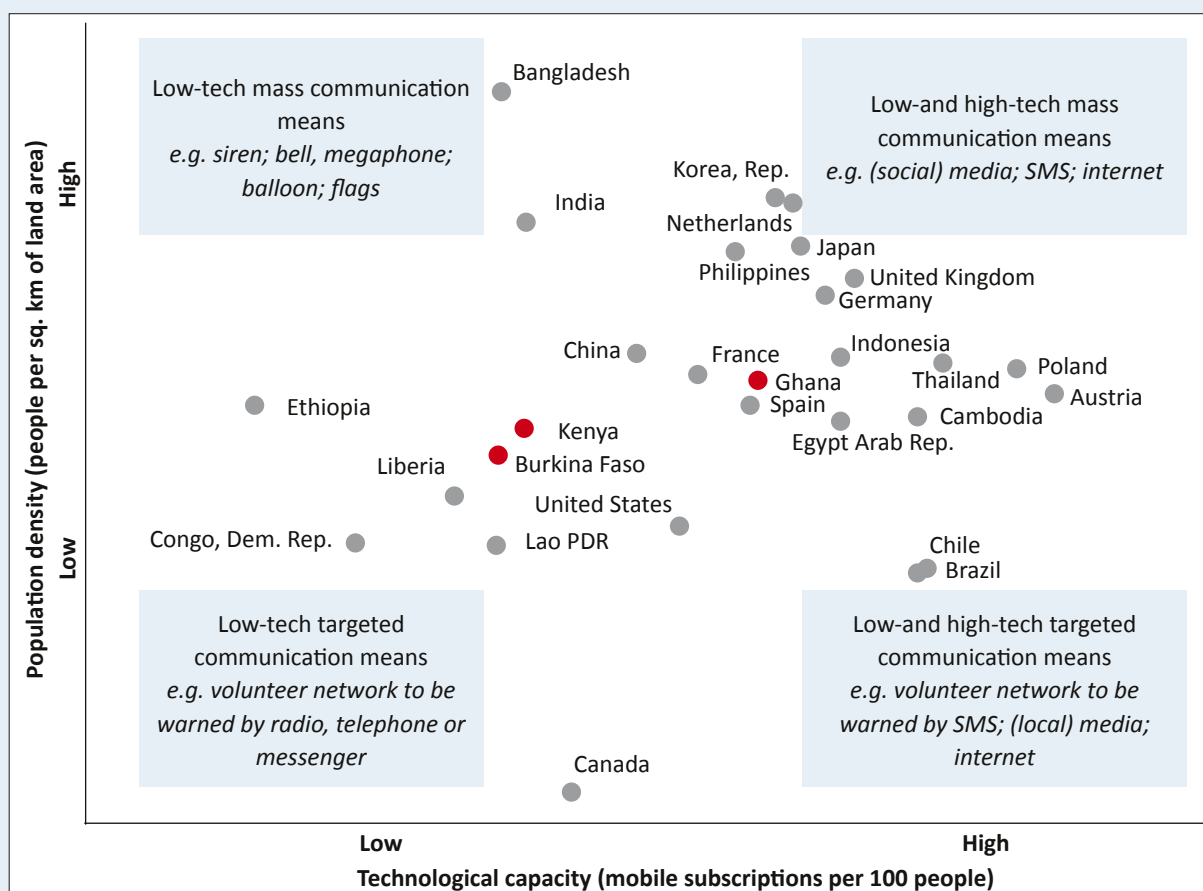 Population density (people per sq. km of land area)
High
Low
Low-tech mass communication
means
e.g. siren; bell, megaphone;
balloon; flags
Low-and high-tech mass
communication means
e.g. (social) media; SMS; internet
Bangladesh
Korea, Rep.
India
Netherlands
Japan
Philippines
United Kingdom
Germany
China
France
Indonesia
Ghana
Thailand
Poland
Austria
Ethiopia
Spain
Cambodia
Kenya
Egypt Arab Rep.
Burkina Faso
Liberia
United States
Congo, Dem. Rep.
Lao PDR
Chile
Brazil
Low-tech targeted
communication means
e.g. volunteer network to be
warned by radio, telephone or
messenger
Low-and high-tech targeted
communication means
e.g. volunteer network to be
warned by SMS; (local) media;
internet
Canada
Low
High
Technological capacity (mobile subscriptions per 100 people)